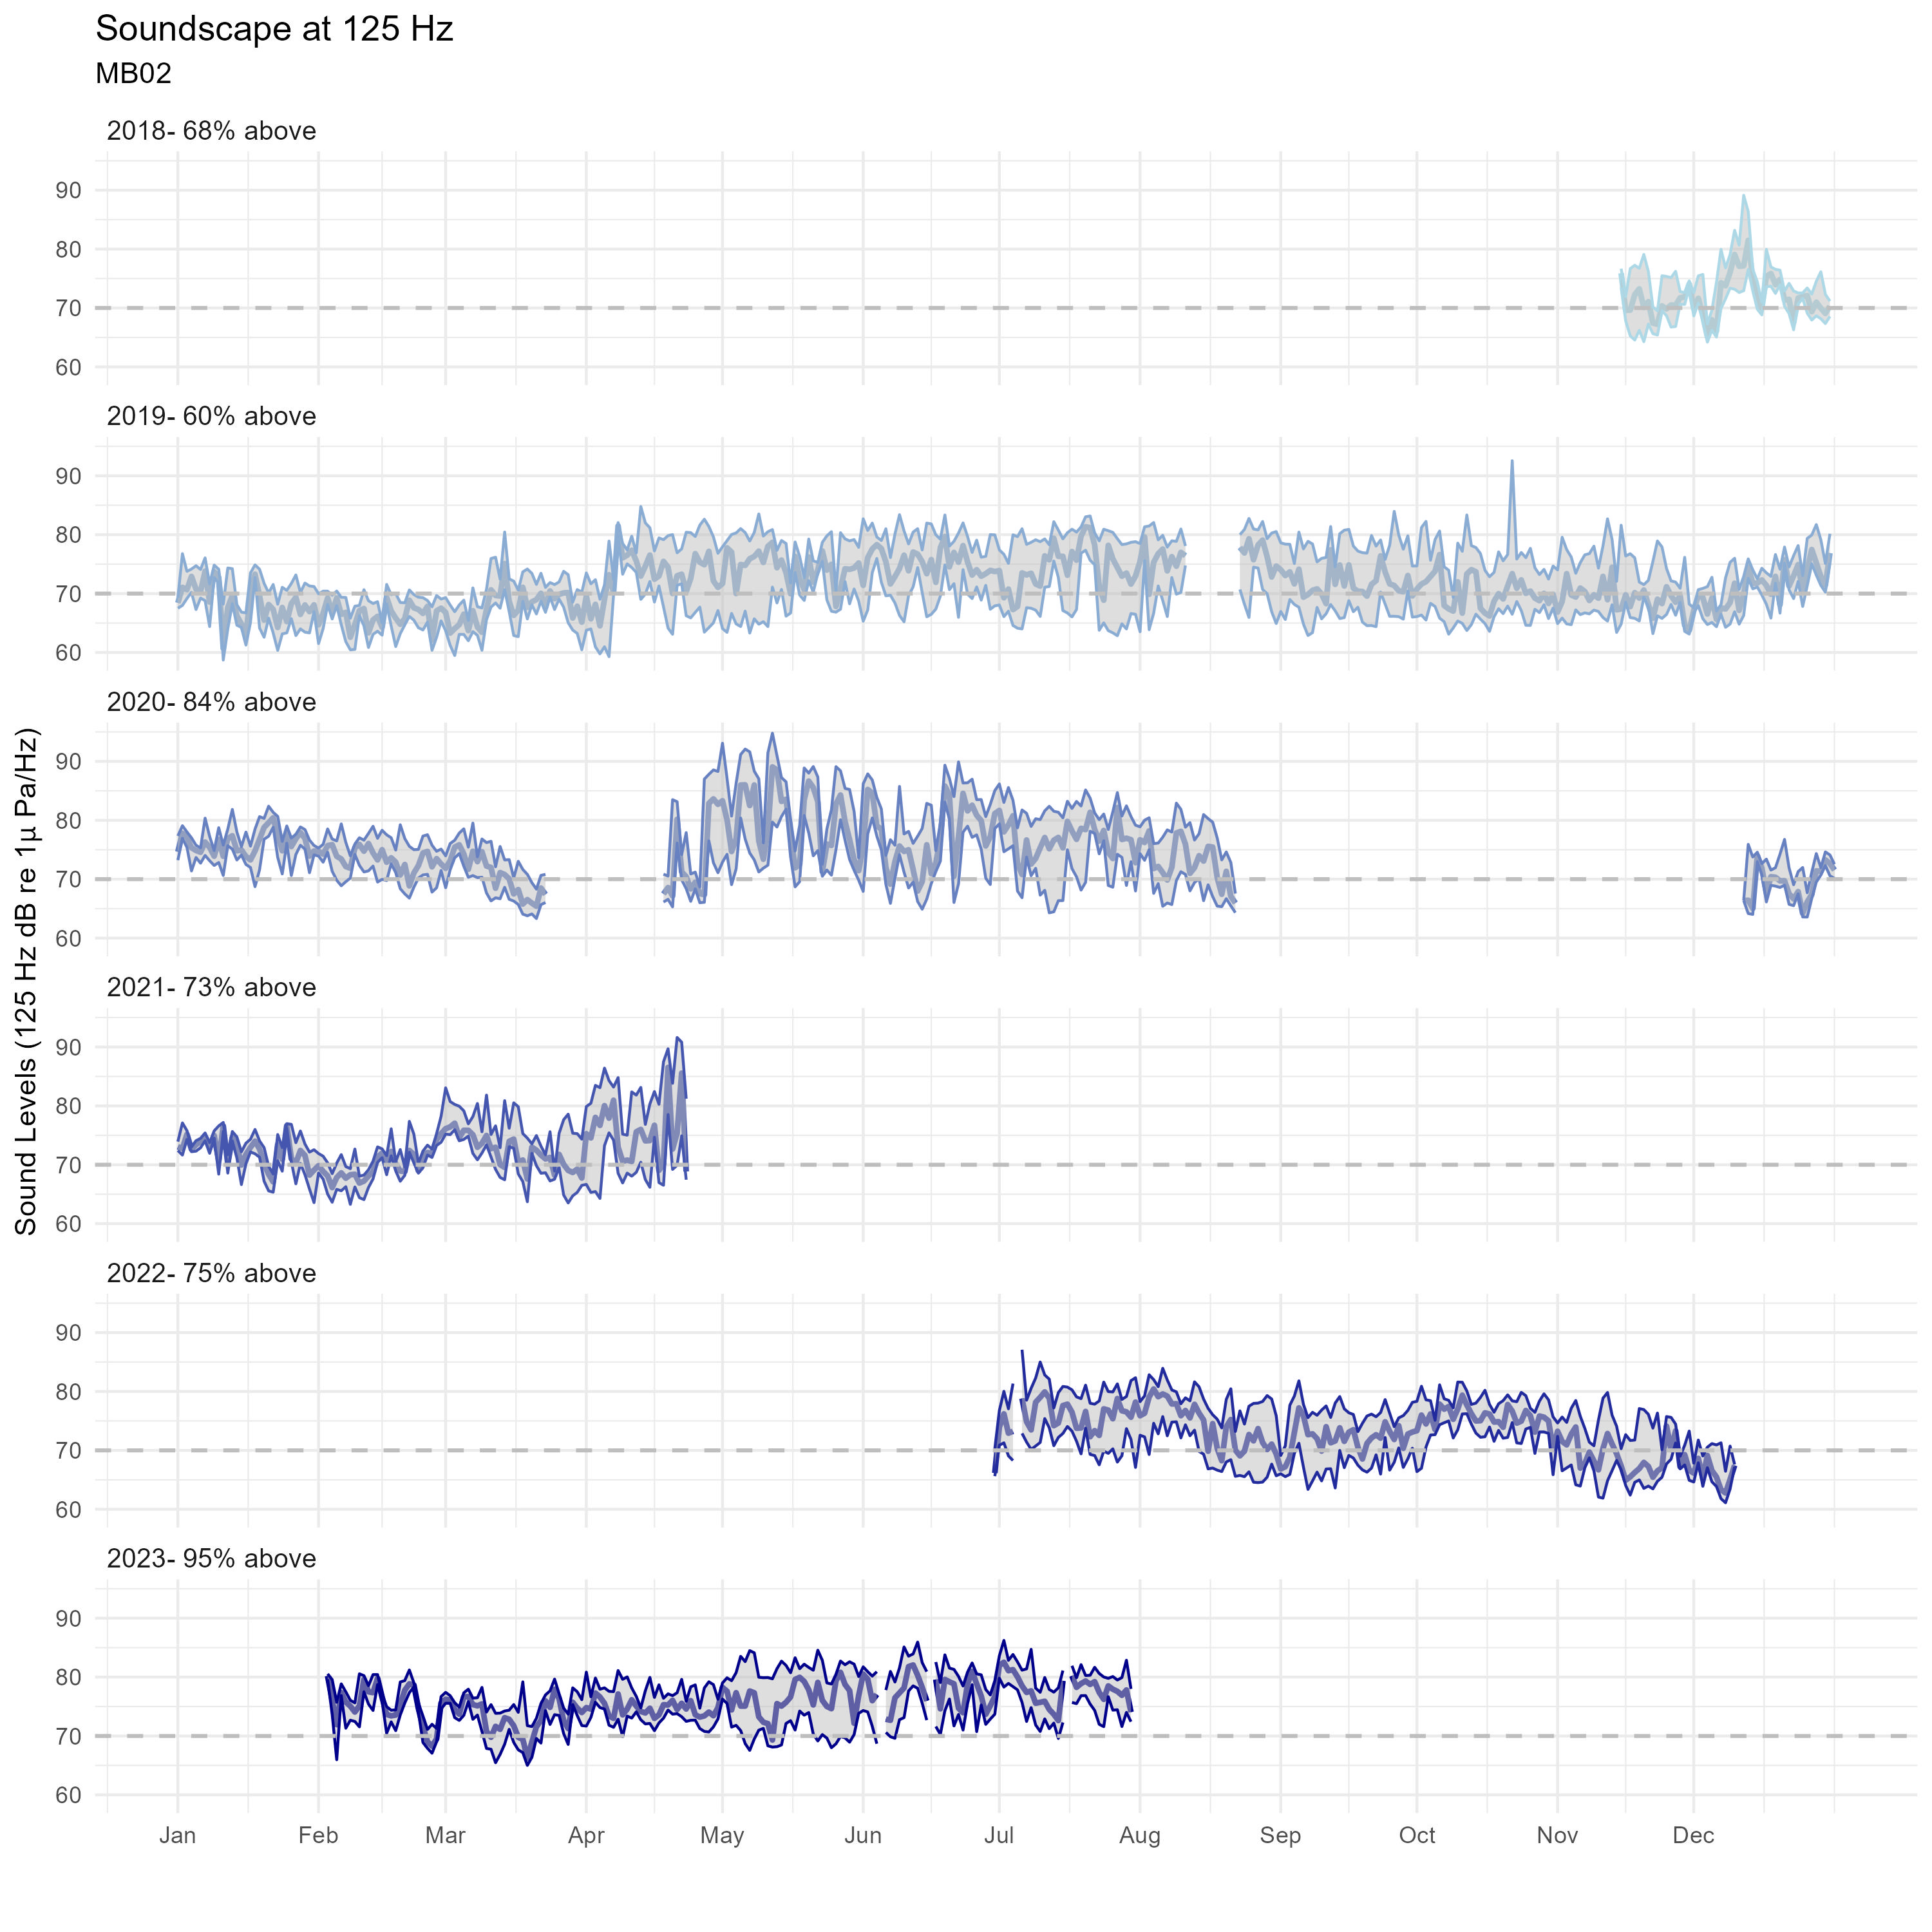 Soundscape at 125 Hz
MB02
2018- 68% above
90
80
70
60
2019- 60% above
90
80
70
60
2020- 84% above
90
80
70
60
2021- 73% above
90
80
70
60
2022- 75% above
90
80
70
60
2023- 95% above
90
80
70
60
Sound Levels (125 Hz dB re 1µ Pa/Hz)
Jan Feb Mar Apr May Jun Jul Aug Sep Oct Nov Dec